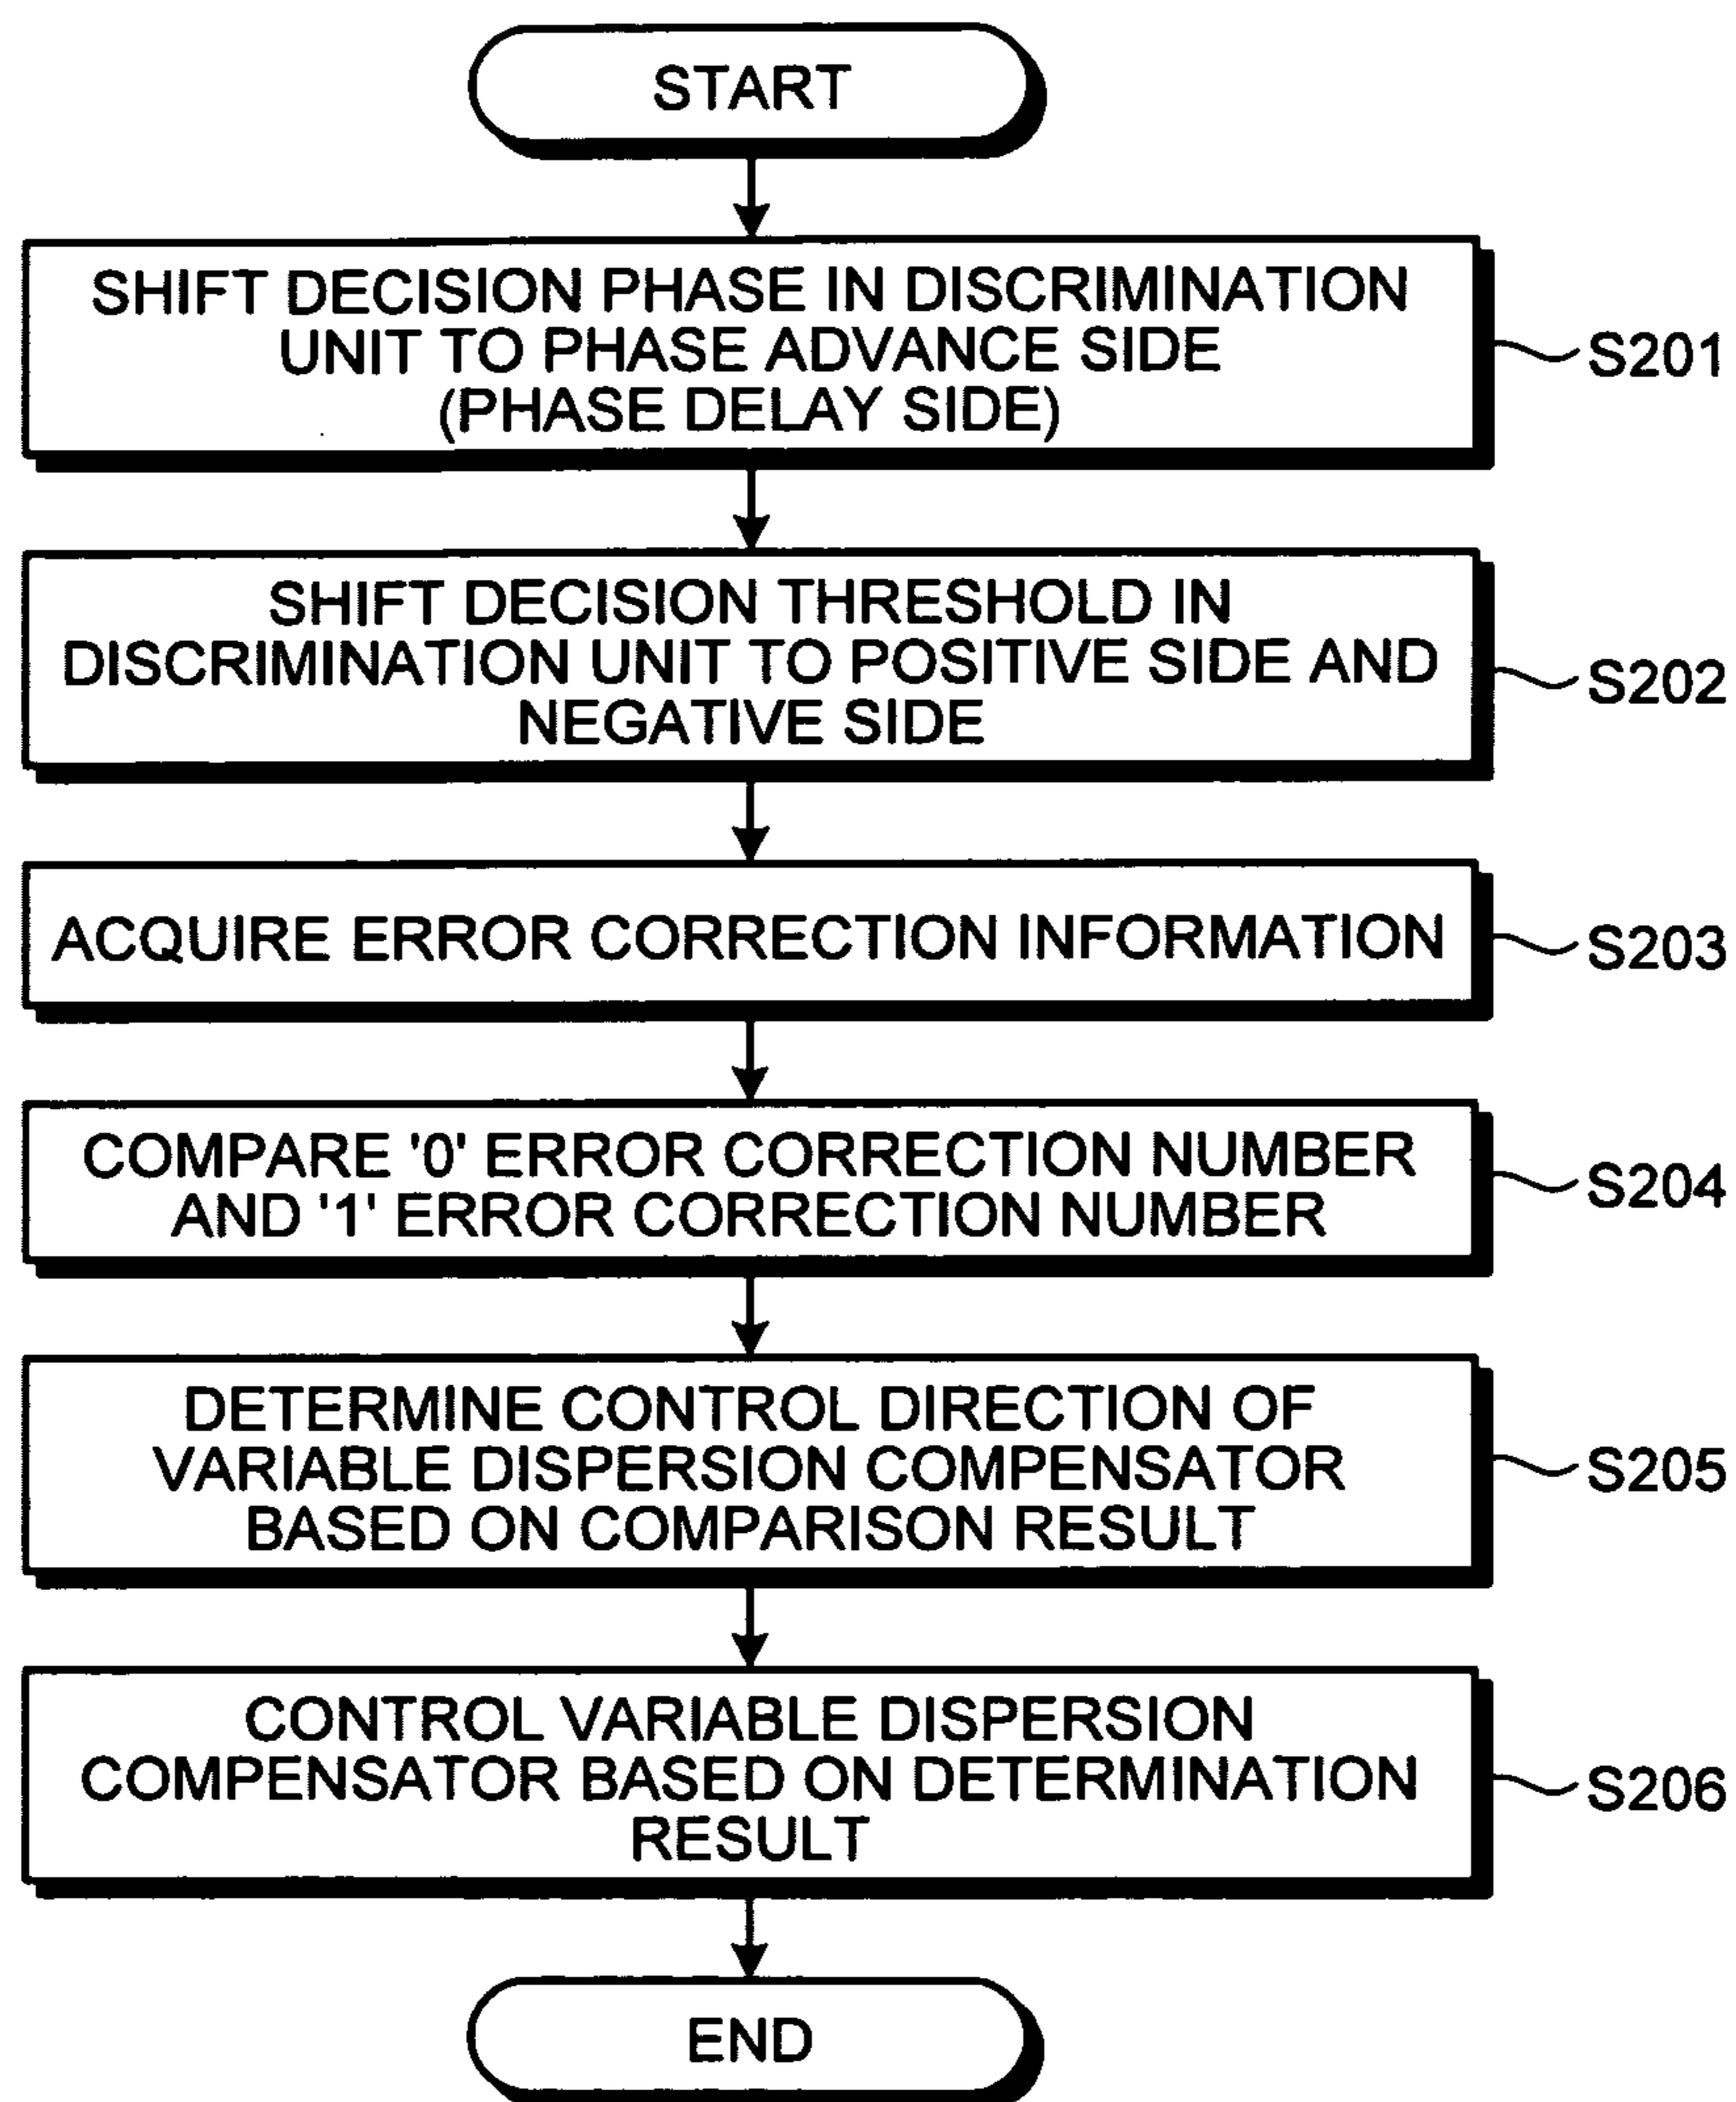 START
SHIFT DECISION PHASE IN DISCRIMINATION
UNIT TO PHASE ADVANCE SIDE
(PHASE DELAY SIDE)
S201
SHIFT DECISION THRESHOLD IN
DISCRIMINATION UNIT TO POSITIVE SIDE AND
NEGATIVE SIDE
S202
ACQUIRE ERROR CORRECTION INFORMATION
S203
COMPARE '0' ERROR CORRECTION NUMBER
AND '1' ERROR CORRECTION NUMBER
S204
DETERMINE CONTROL DIRECTION OF
VARIABLE DISPERSION COMPENSATOR
BASED ON COMPARISON RESULT
S205
CONTROL VARIABLE DISPERSION
COMPENSATOR BASED ON DETERMINATION
RESULT
S206
END